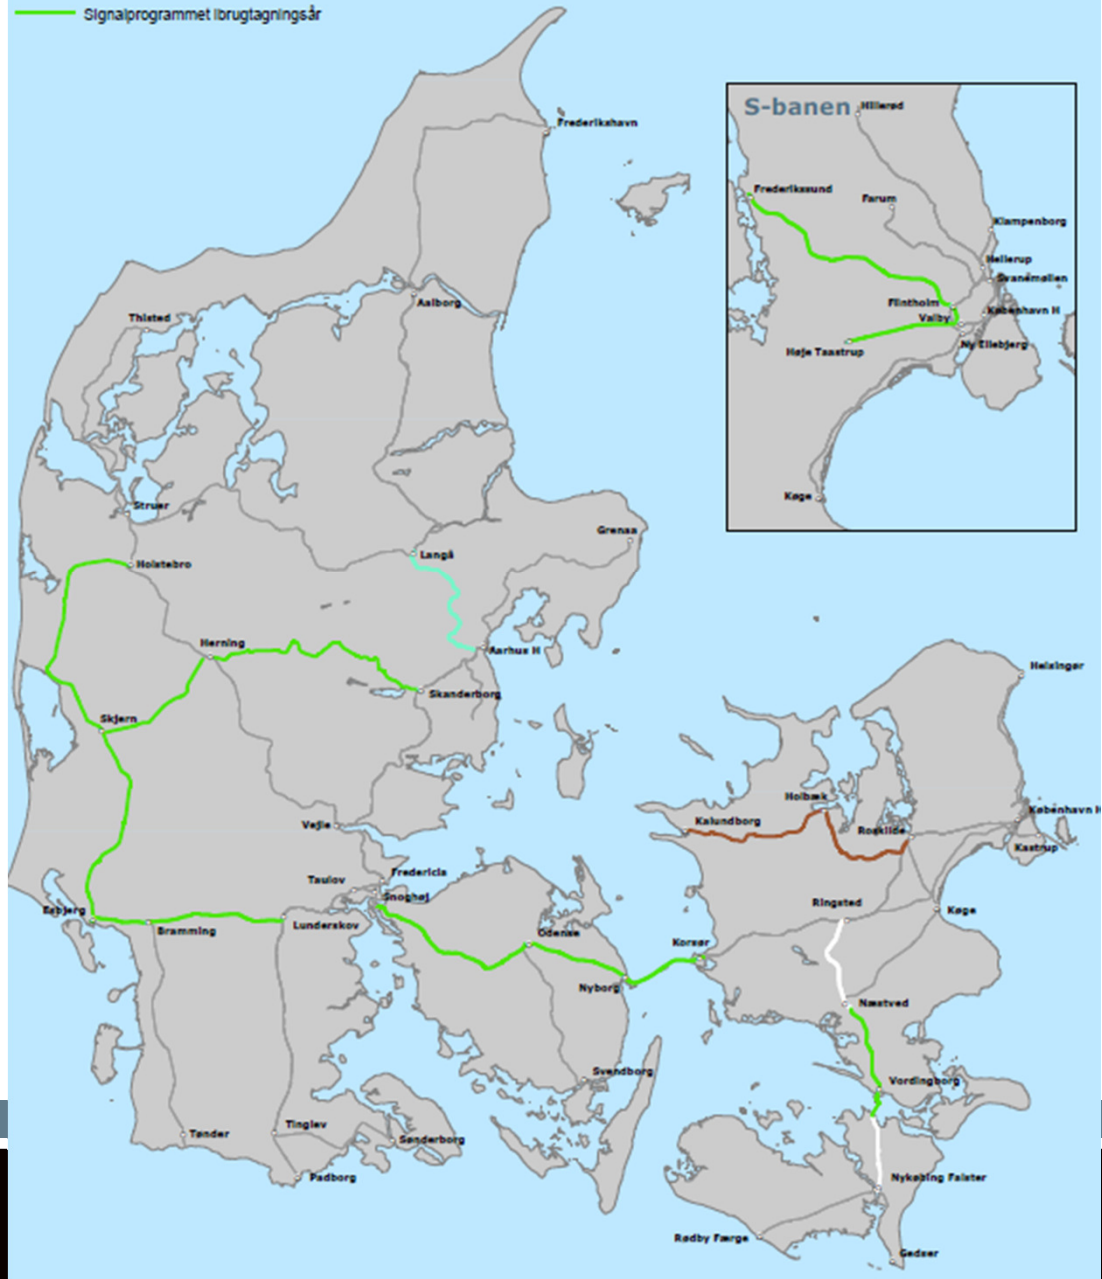 Signalprogrammet ibrugtagningsår
Frederikshavn
S-banen
Hillerød
Frederikssund
Farum
Klampenborg
Hellerup
Svanemøllen
Flintholm
København H
Valby
Ny Ellebjerg
Høje Taastrup
Køge
Aalborg
Thisted
Struer
Grenaa
Langå
Holstebro
Herning
Aarhus H
Skanderborg
Helsingør
Skjern
Holbæk
København H
Kalundborg
Roskilde
Kastrup
Vejle
Fredericia
Taulov
Snoghøj
Ringsted
Køge
Esbjerg
Bramming
Lunderskov
Odense
Korsør
Nyborg
Næstved
Svendborg
Vordingborg
Tinglev
Tønder
Sønderborg
Padborg
Nykøbing Falster
Rødby Færge
Gedser